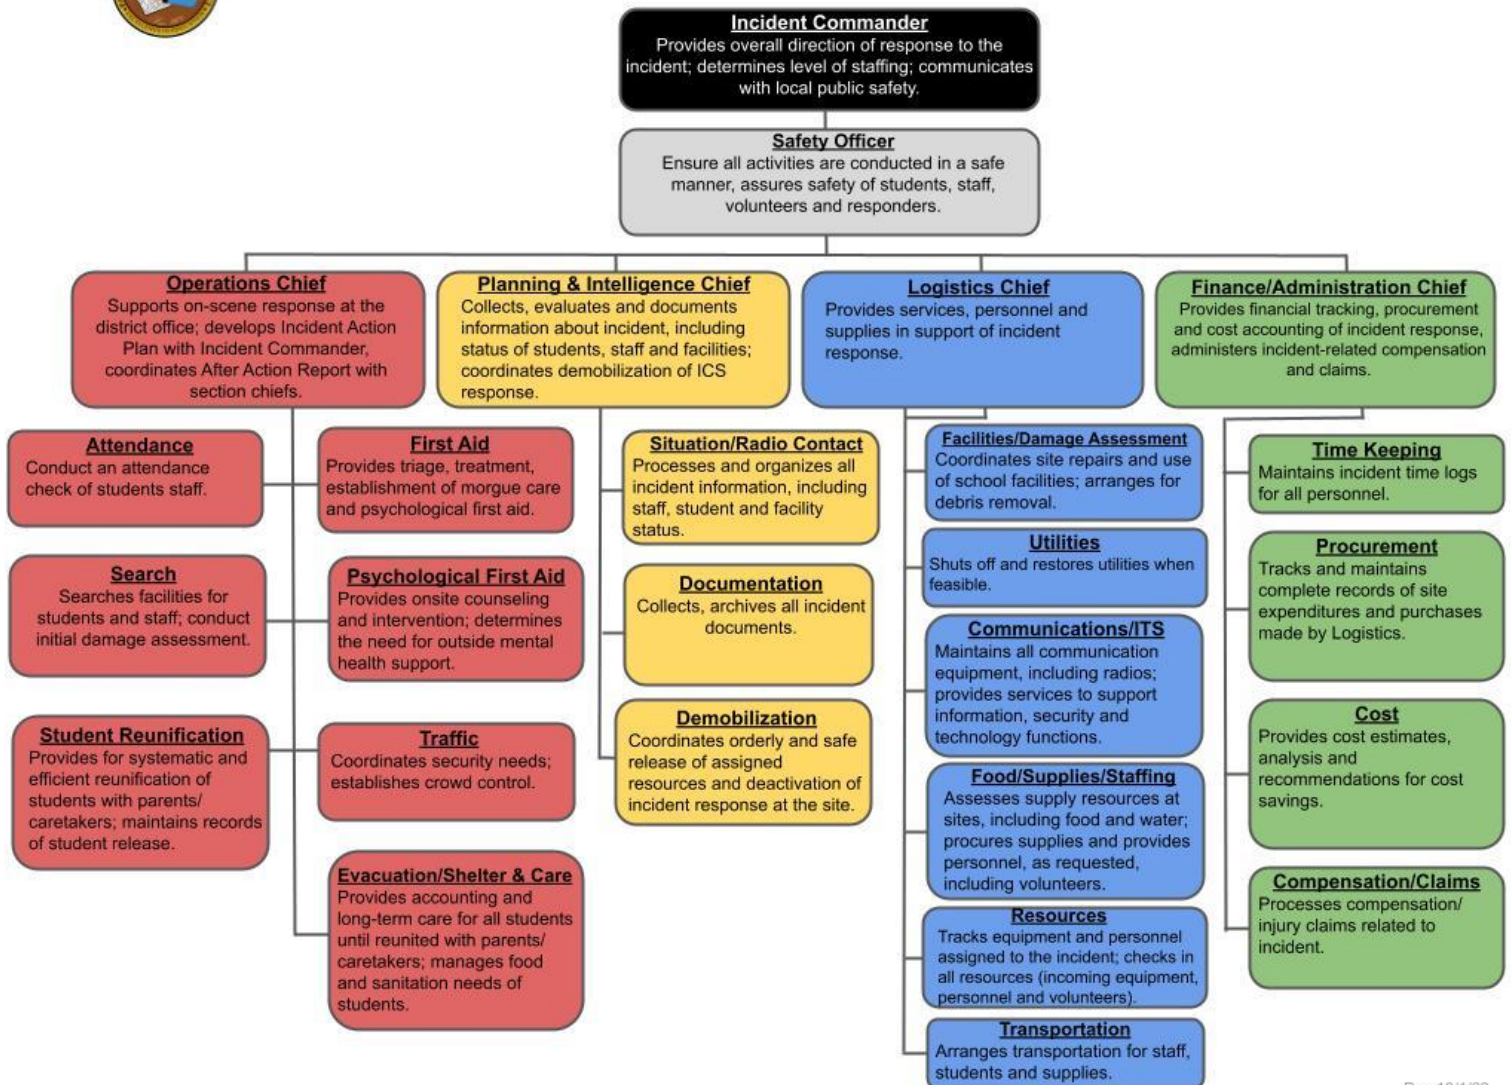 Incident Commander
Provides overall direction of response to the
incident; determines level of staffing; communicates
with local public safety.
Safety Officer
Ensure all activities are conducted in a safe
manner, assures safety of students, staff,
volunteers and responders.
Operations Chief
Supports on-scene response at the
district office; develops Incident Action
Plan with Incident Commander,
coordinates After Action Report with
section chiefs.
Planning & Intelligence Chief
Collects, evaluates and documents
information about incident, including
status of students, staff and facilities;
coordinates demobilization of ICS
response.
Logistics Chief
Provides services, personnel and
supplies in support of incident
response.
Finance/Administration Chief
Provides financial tracking, procurement
and cost accounting of incident response,
administers incident-related compensation
and claims.
Attendance
Conduct an attendance
check of students staff.
First Aid
Provides triage, treatment,
establishment of morgue care
and psychological first aid.
Search
Searches facilities for
students and staff; conduct
initial damage assessment.
Psychological First Aid
Provides onsite counseling
and intervention; determines
the need for outside mental
health support.
Student Reunification
Provides for systematic and
efficient reunification of
students with parents/
caretakers; maintains records
of student release.
Traffic
Coordinates security needs;
establishes crowd control.
Evacuation/Shelter & Care
Provides accounting and
long-term care for all students
until reunited with parents/
caretakers; manages food
and sanitation needs of
students.
Situation/Radio Contact
Processes and organizes all
incident information, including
staff, student and facility
status.
Documentation
Collects, archives all incident
documents.
Demobilization
Coordinates orderly and safe
release of assigned
resources and deactivation of
incident response at the site.
Facilities/Damage Assessment
Coordinates site repairs and use
of school facilities; arranges for
debris removal.
Utilities
Shuts off and restores utilities when
feasible.
Communications/ITS
Maintains all communication
equipment, including radios;
provides services to support
information, security and
technology functions.
Food/Supplies/Staffing
Assesses supply resources at
sites, including food and water;
procures supplies and provides
personnel, as requested,
including volunteers.
Resources
Tracks equipment and personnel
assigned to the incident; checks in
all resources (incoming equipment,
personnel and volunteers).
Transportation
Arranges transportation for staff,
students and supplies.
Time Keeping
Maintains incident time logs
for all personnel.
Procurement
Tracks and maintains
complete records of site
expenditures and purchases
made by Logistics.
Cost
Provides cost estimates,
analysis and
recommendations for cost
savings.
Compensation/Claims
Processes compensation/
injury claims related to
incident.